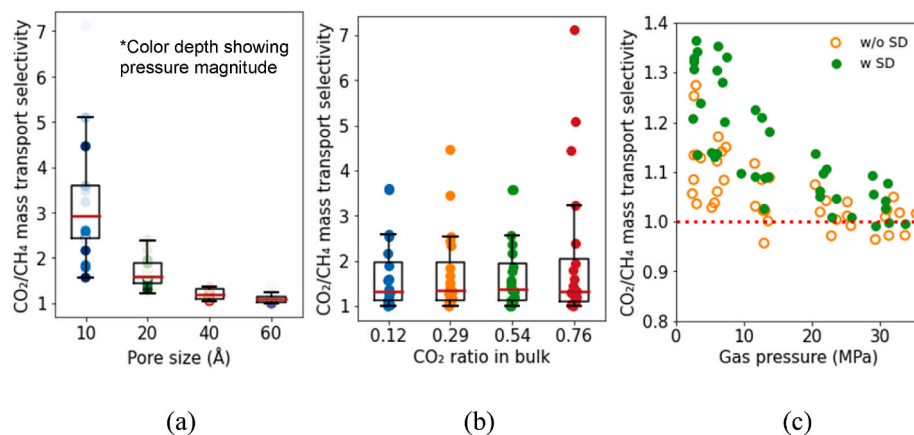 CO₂/CH₄ mass transport selectivity
7
6
5
4
3
2
1
*Color depth showing
pressure magnitude
10 20 40 60
Pore size (Å)
(a)
CO₂/CH₄ mass transport selectivity
7
6
5
4
3
2
1
0.12 0.29 0.54 0.76
CO₂ ratio in bulk
(b)
CO₂/CH₄ mass transport selectivity
1.4
1.3
1.2
1.1
1.0
0.9
0.8
w/o SD
w SD
0 10 20 30
Gas pressure (MPa)
(c)